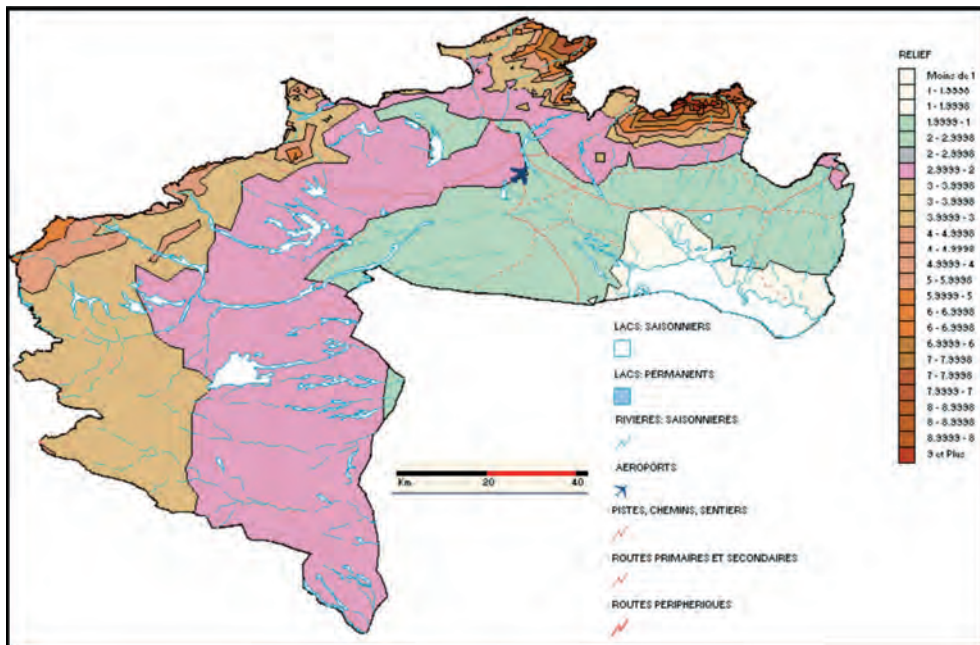 RELIEF
Moins de 1
1 - 1.9998
1 - 1.9998
1.9999 - 1
2 - 2.9998
2 - 2.9998
2.9999 - 2
3 - 3.9998
3 - 3.9998
3.9999 - 3
4 - 4.9998
4 - 4.9998
4.9999 - 4
5 - 5.9998
5.9999 - 5
6 - 6.9998
6 - 6.9998
6.9999 - 6
7 - 7.9998
7 - 7.9998
7.9999 - 7
8 - 8.9998
8 - 8.9998
8.9999 - 8
9 et Plus
LACS: SAISONNIERS
LACS: PERMANENTS
RIVIERES: SAISONNIERES
AEROPORTS
Km 20 40
PISTES, CHEMINS, SENTIERS
ROUTES PRIMAIRES ET SECONDAIRES
ROUTES PERIPHERIQUES